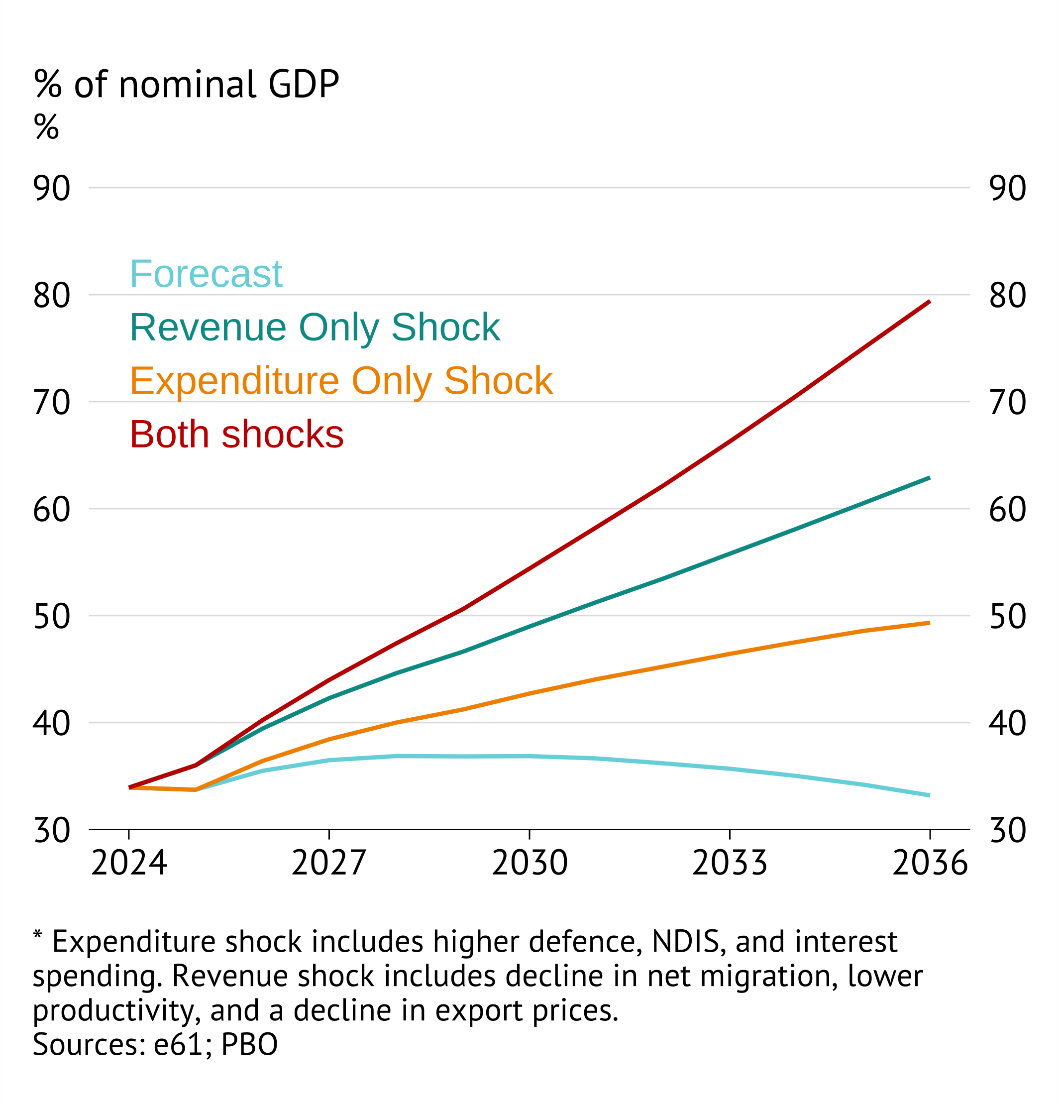 % of nominal GDP
%
90 90
Forecast
80 80
Revenue Only Shock
Expenditure Only Shock
70 70
Both shocks
60 60
50 50
40 40
30 30
2024 2027 2030 2033 2036
* Expenditure shock includes higher defence, NDIS, and interest
spending. Revenue shock includes decline in net migration, lower
productivity, and a decline in export prices.
Sources: e61; PBO